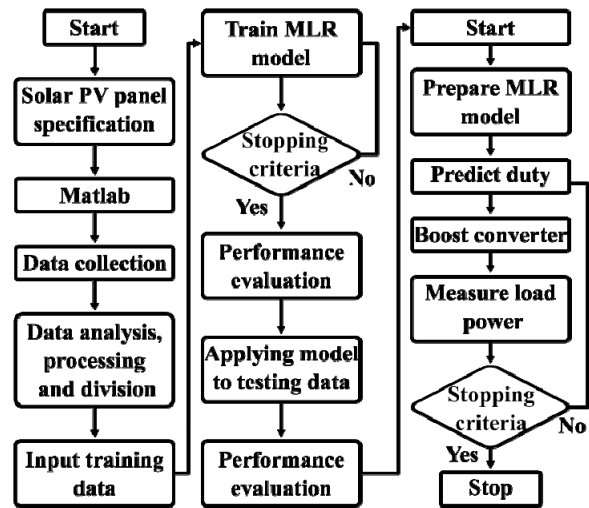 Start
Solar PV panel
specification
Matlab
Data collection
Data analysis,
processing
and division
Input training
data
Train MLR
model
Stopping
criteria
No
Yes
Performance
evaluation
Applying model
to testing data
Performance
evaluation
Start
Prepare MLR
model
Predict duty
Boost converter
Measure load
power
Stopping
criteria
No
Yes
Stop